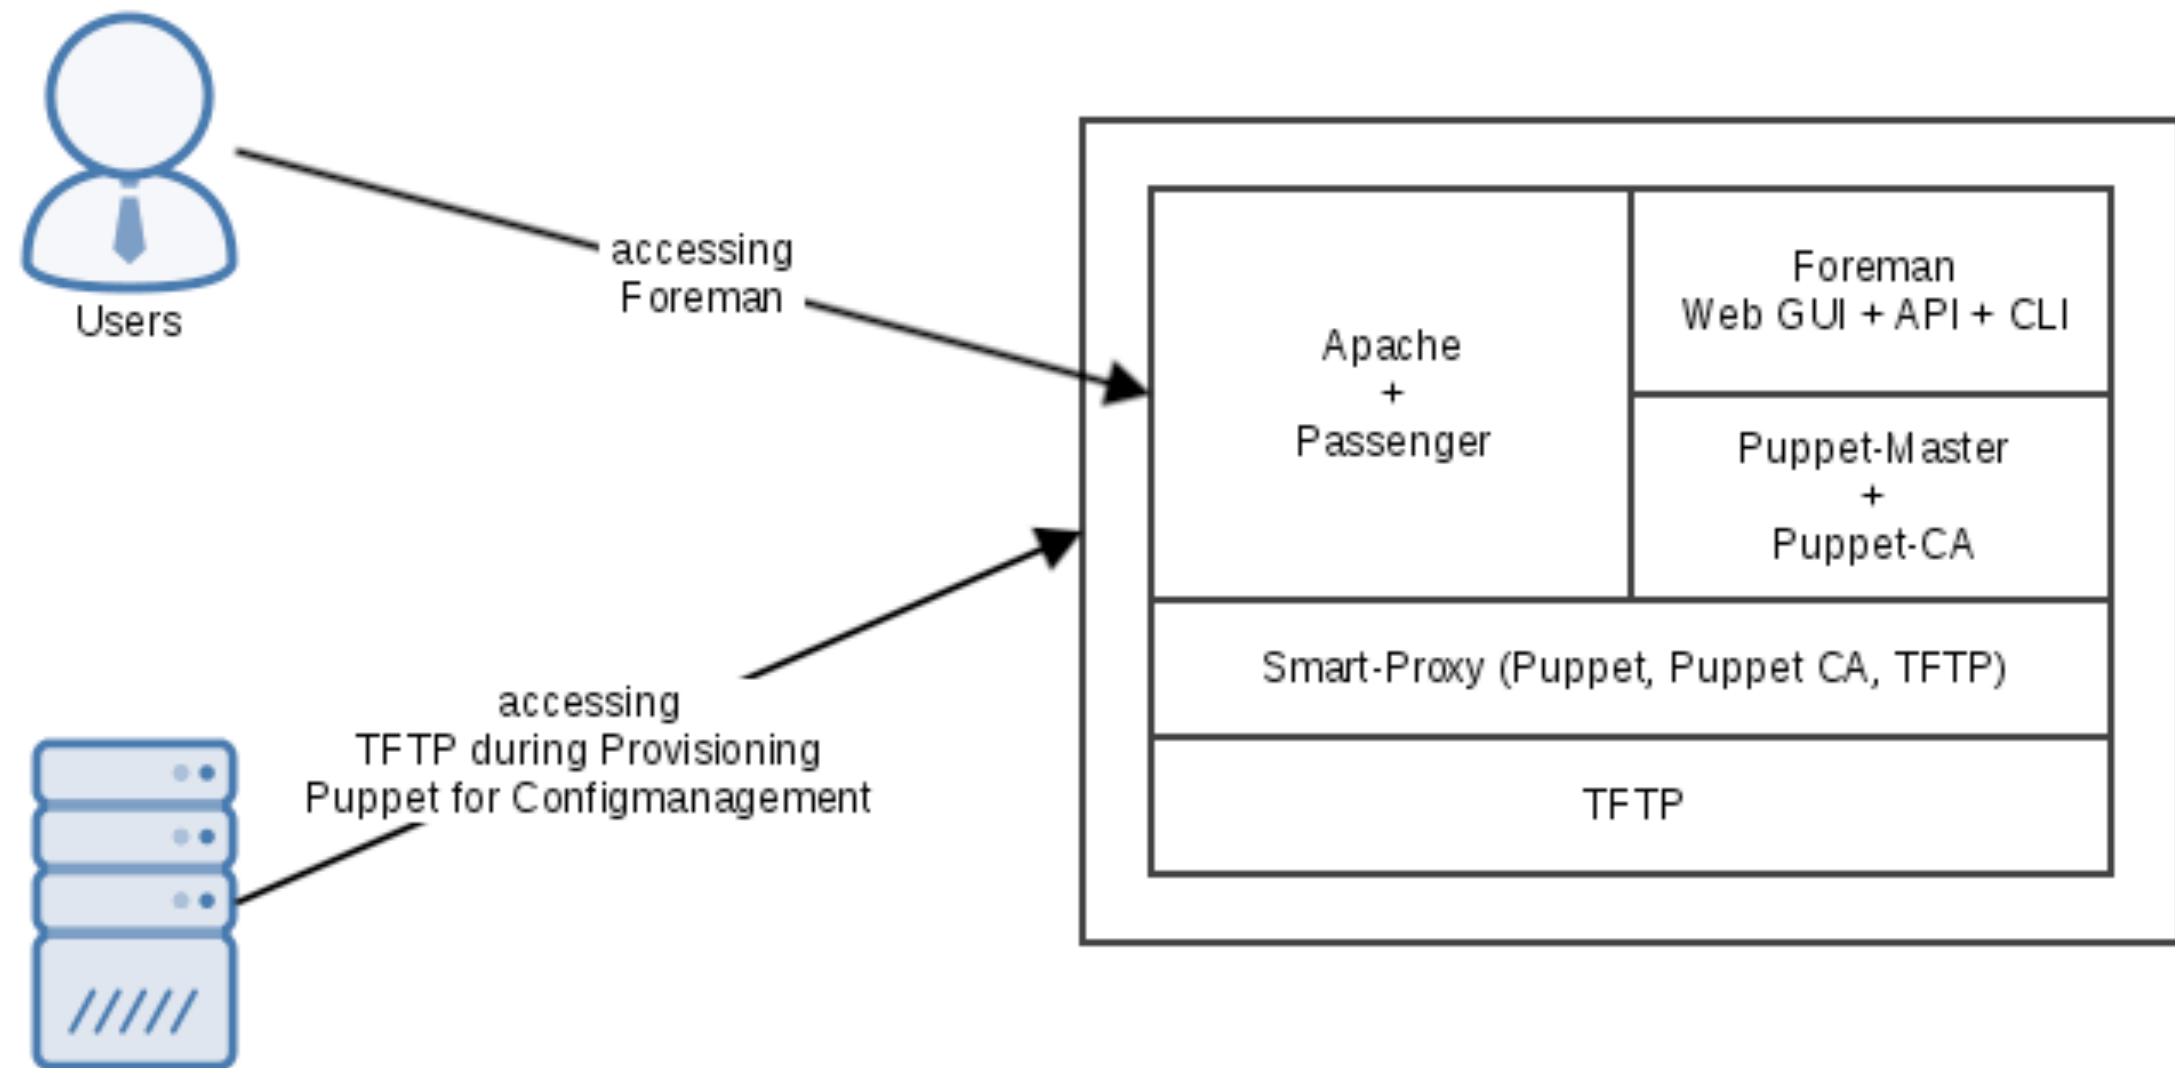 Users
accessing
Foreman
accessing
TFTP during Provisioning
Puppet for Configmanagement
Apache
+
Passenger
Foreman
Web GUI + API + CLI
Puppet-Master
+
Puppet-CA
Smart-Proxy (Puppet, Puppet CA, TFTP)
TFTP